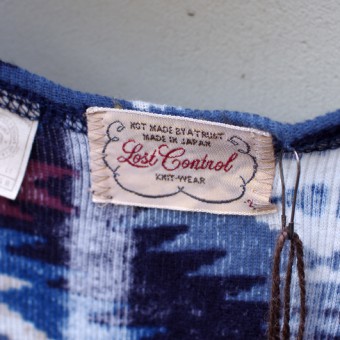 NOT MADE BY A TRUST
MADE IN JAPAN
Lost Control
KNIT-WEAR